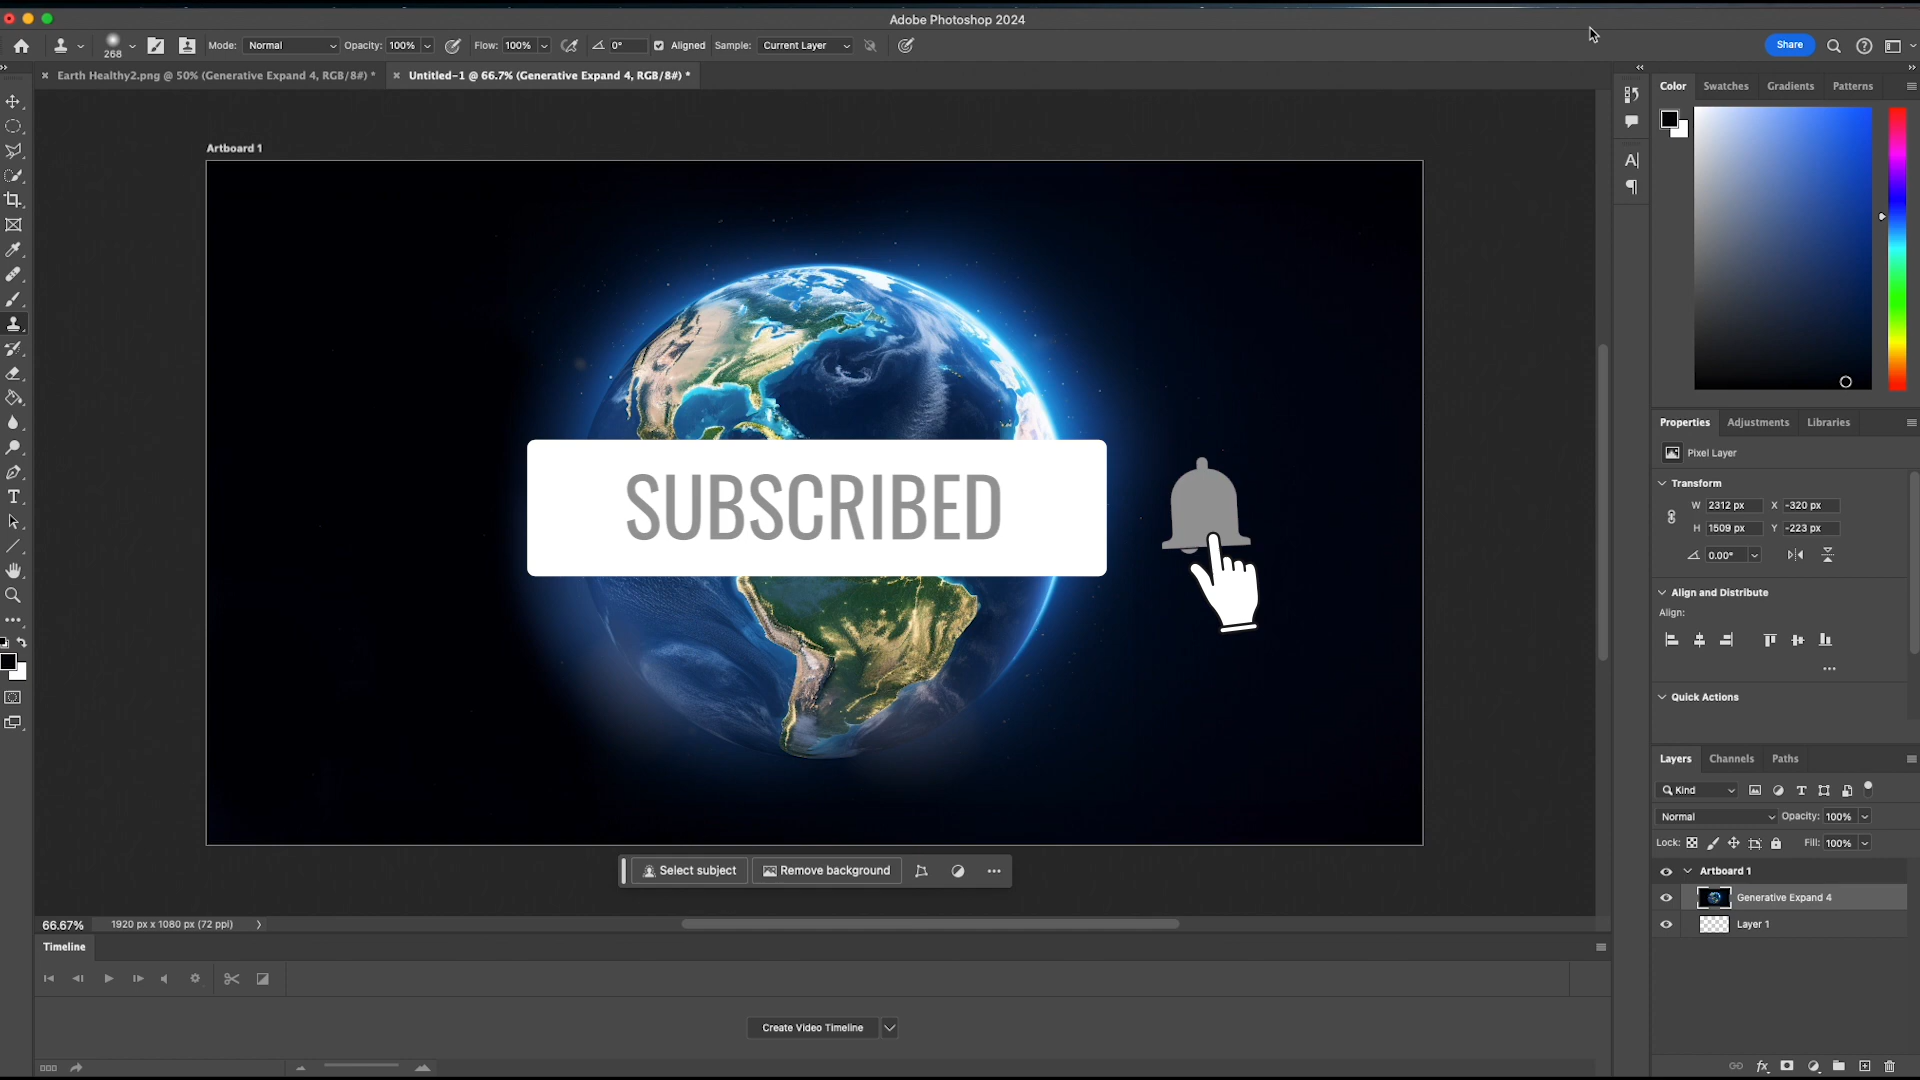 Adobe Photoshop 2024
268 Mode: Normal Opacity: 100% Flow: 100% 0° Aligned Sample: Current Layer Share
Earth Healthy2.png @ 50% (Generative Expand 4, RGB/8#) *
Untitled-1 @ 66.7% (Generative Expand 4, RGB/8#) *
Color Swatches Gradients Patterns
Artboard 1
SUBSCRIBED
Properties Adjustments Libraries
Pixel Layer
Transform
W 2312 px X -320 px
H 1509 px Y -223 px
0.00°
Align and Distribute
Align:
Quick Actions
Layers Channels Paths
Kind
Normal Opacity: 100%
Lock: Fill: 100%
Artboard 1
Generative Expand 4
Layer 1
Select subject Remove background
66.67% 1920 px x 1080 px (72 ppi)
Timeline
Create Video Timeline